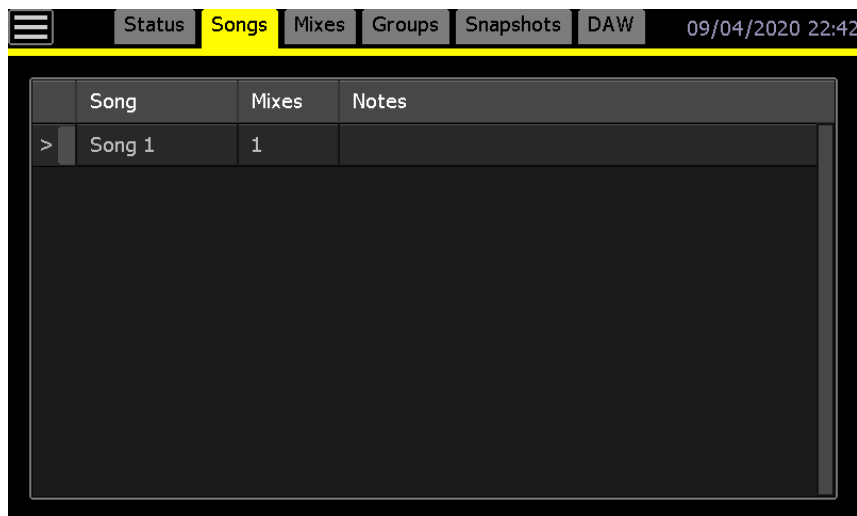 Status Songs Mixes Groups Snapshots DAW 09/04/2020 22:42
Song Mixes Notes
> Song 1 1